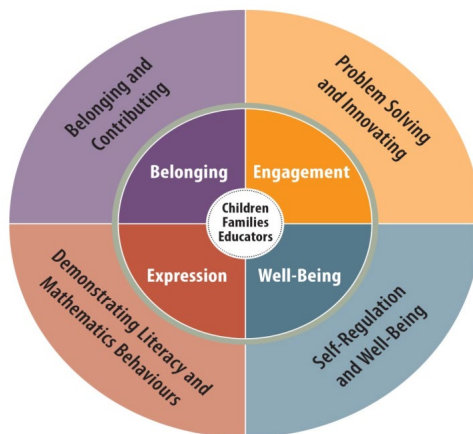 Belonging and
Contributing
Problem Solving
and Innovating
Belonging
Engagement
Children
Families
Educators
Expression
Well-Being
Demonstrating Literacy and
Mathematics Behaviours
Self-Regulation
and Well-Being